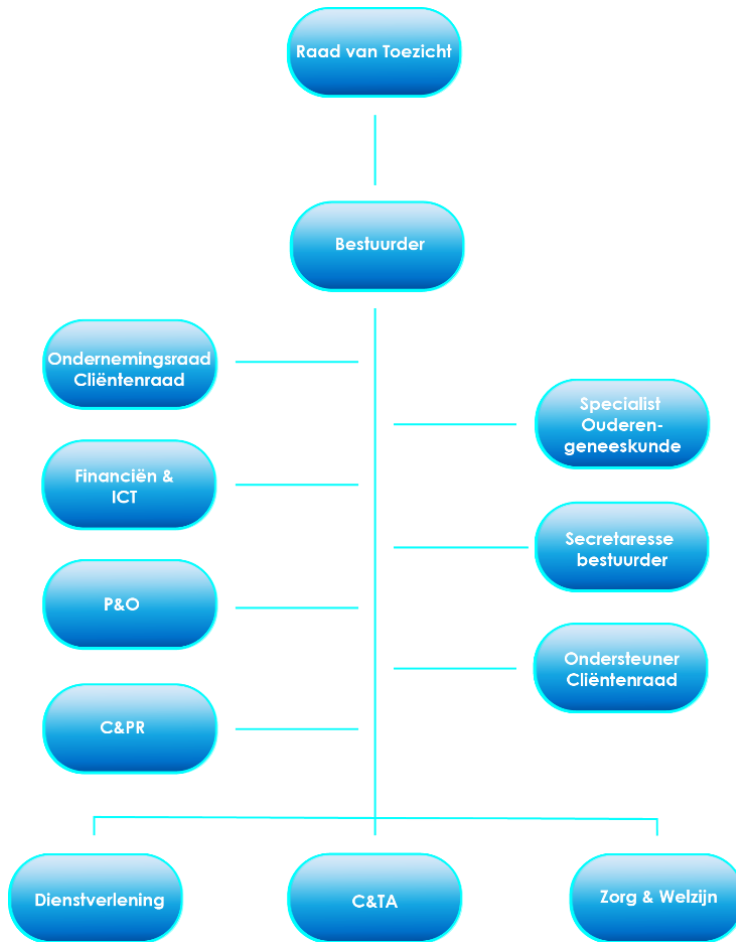 Raad van Toezicht
Bestuurder
Ondernemingsraad
Cliëntenraad
Specialist
Ouderen-
geneeskunde
Financiën &
ICT
Secretaresse
bestuurder
P&O
Ondersteuner
Cliëntenraad
C&PR
Dienstverlening
C&TA
Zorg & Welzijn